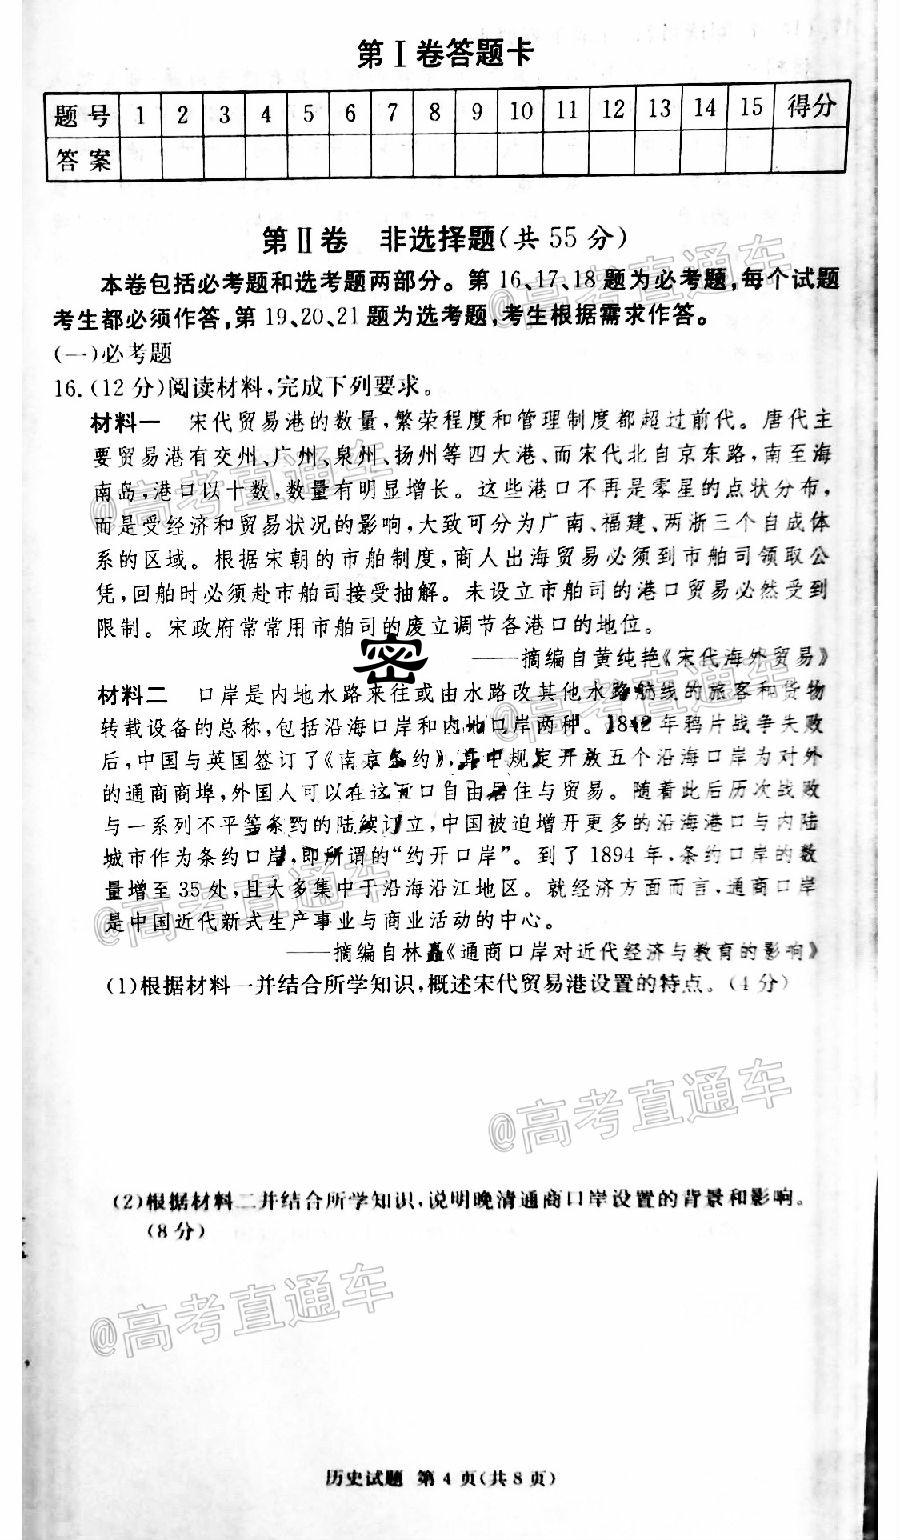 第Ⅰ卷答题卡
题号 1 2 3 4 5 6 7 8 9 10 11 12 13 14 15 得分
答案
第Ⅱ卷 非选择题(共55分)
本卷包括必考题和选考题两部分。第16、17、18题为必考题,每个试题
考生都必须作答,第19、20、21题为选考题,考生根据需求作答。
(一)必考题
16.(12分)阅读材料,完成下列要求。
材料一 宋代贸易港的数量,繁荣程度和管理制度都超过前代。唐代主
要贸易港有交州、广州、泉州、扬州等四大港、而宋代北自京东路,南至海
南岛,港口以十数,数量有明显增长。这些港口不再是零星的点状分布,
而是受经济和贸易状况的影响,大致可分为广南、福建、两浙三个自成体
系的区域。根据宋朝的市舶制度,商人出海贸易必须到市舶司领取公
凭,回舶时必须赴市舶司接受抽解。未设立市舶司的港口贸易必然受到
限制。宋政府常常用市舶司的废立调节各港口的地位。
密
——摘编自黄纯艳《宋代海外贸易》
材料二 口岸是内地水路来往或由水路改其他水路航线的旅客和货物
转载设备的总称,包括沿海口岸和内地口岸两种。1842年鸦片战争失败
后,中国与英国签订了《南京条约》,其中规定开放五个沿海口岸为对外
的通商商埠,外国人可以在这五口自由居住与贸易。随着此后历次战败
与一系列不平等条约的陆续订立,中国被迫增开更多的沿海港口与内陆
城市作为条约口岸,即所谓的“约开口岸”。到了1894年,条约口岸的数
量增至35处,且大多集中于沿海沿江地区。就经济方面而言,通商口岸
是中国近代新式生产事业与商业活动的中心。
——摘编自林矗《通商口岸对近代经济与教育的影响》
(1)根据材料一并结合所学知识,概述宋代贸易港设置的特点。(4分)
@高考直通车
(2)根据材料二并结合所学知识,说明晚清通商口岸设置的背景和影响。
(8分)
@高考直通车
历史试题 第4页(共8页)